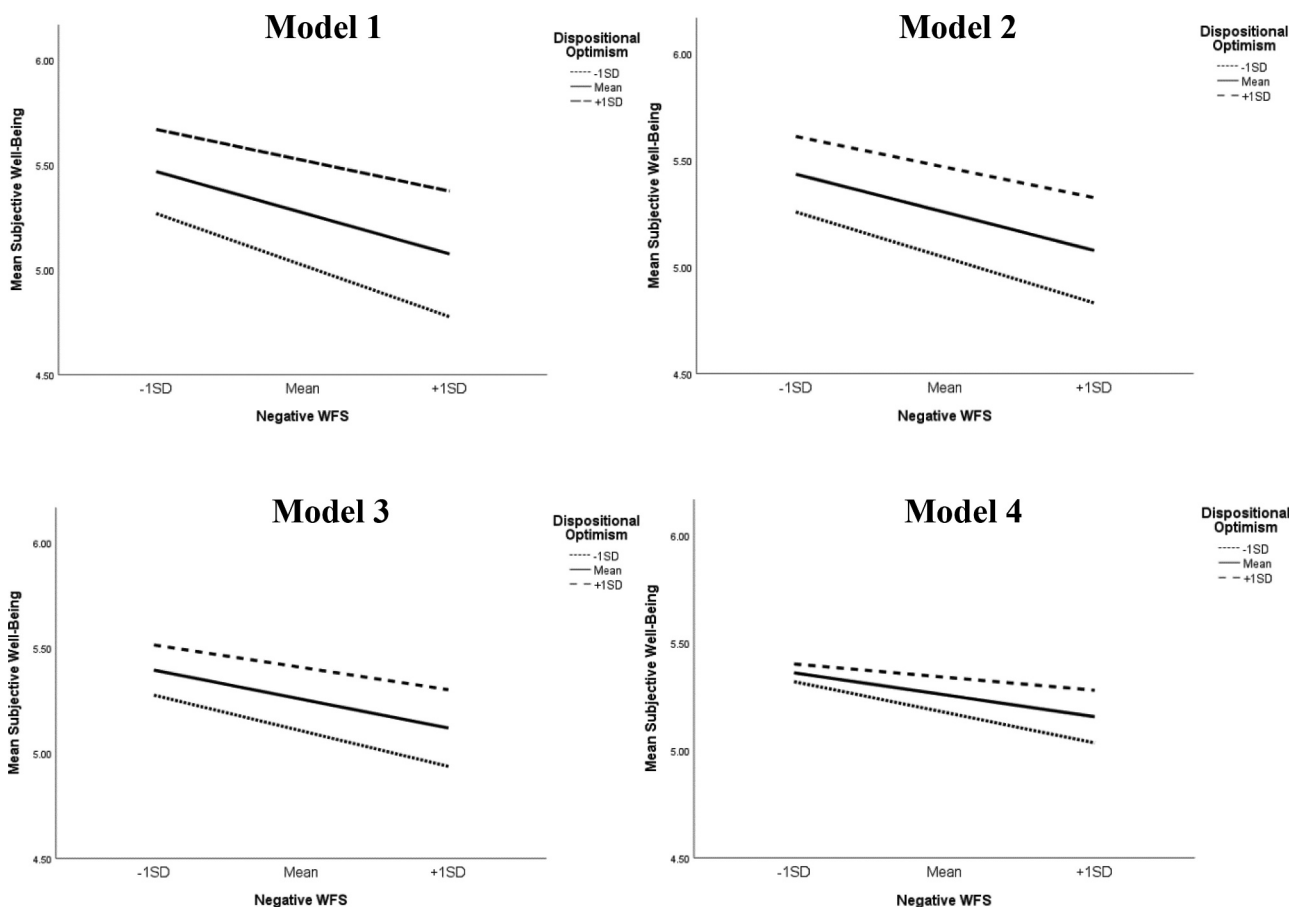 Model 1
Dispositional
Optimism
-1SD
Mean
+1SD
Mean Subjective Well-Being
6.00
5.50
5.00
4.50
-1SD Mean +1SD
Negative WFS
Model 2
Dispositional
Optimism
-1SD
Mean
+1SD
Mean Subjective Well-Being
6.00
5.50
5.00
4.50
-1SD Mean +1SD
Negative WFS
Model 3
Dispositional
Optimism
-1SD
Mean
+1SD
Mean Subjective Well-Being
6.00
5.50
5.00
4.50
-1SD Mean +1SD
Negative WFS
Model 4
Dispositional
Optimism
-1SD
Mean
+1SD
Mean Subjective Well-Being
6.00
5.50
5.00
4.50
-1SD Mean +1SD
Negative WFS